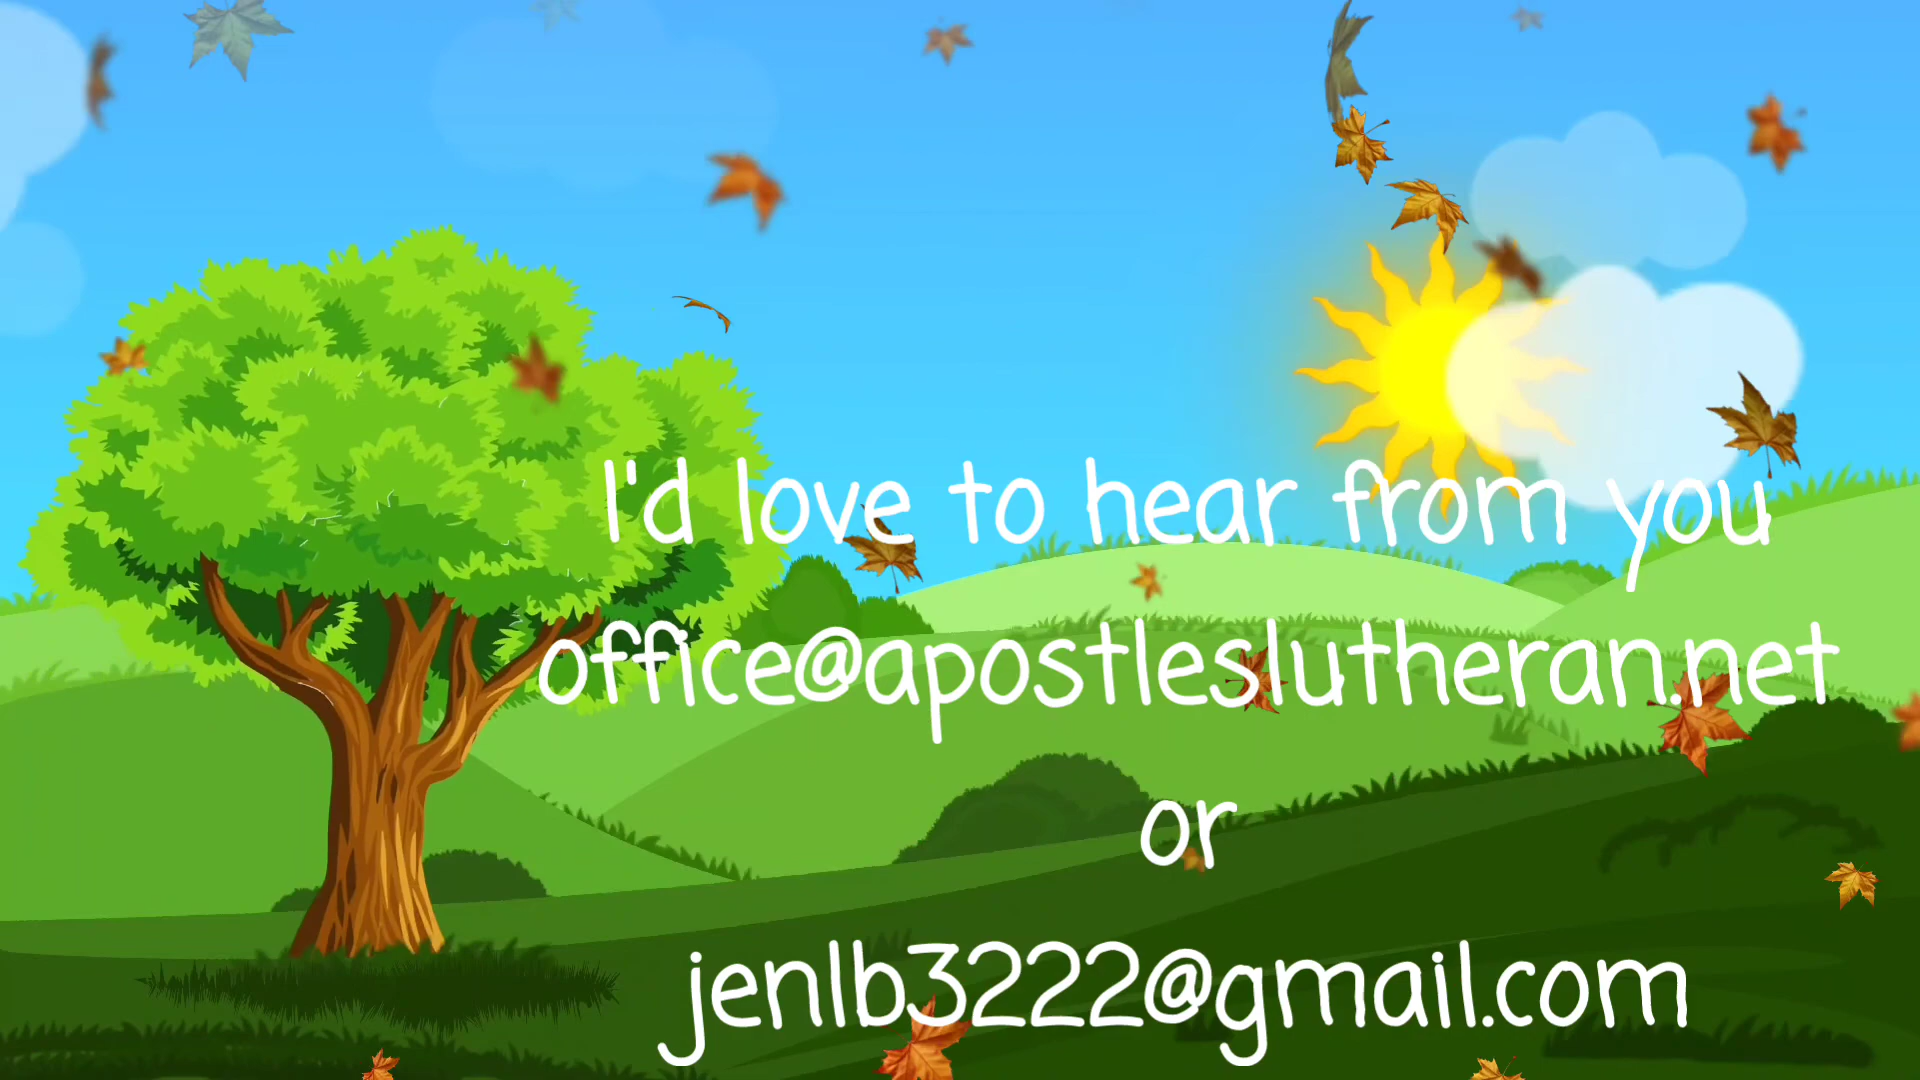 I'd love to hear from you
office@apostleslutheran.net
or
jenlb3222@gmail.com